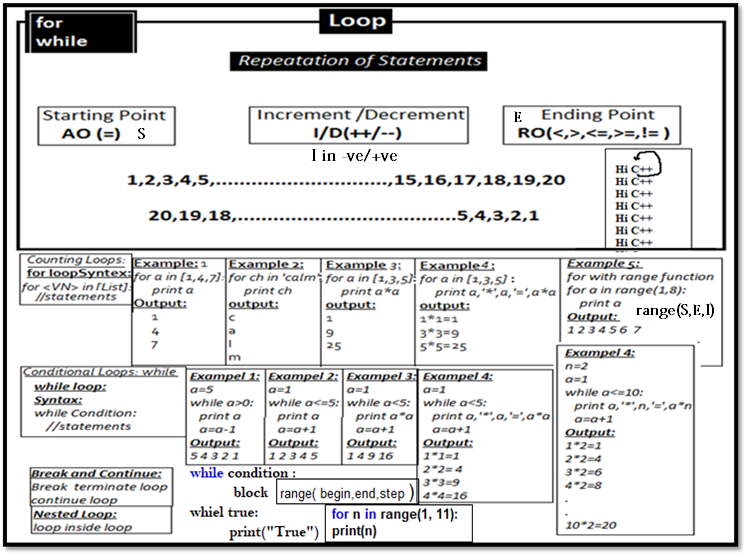 for
while
Loop
Repeatation of Statements
Starting Point
AO (=) S
Increment /Decrement
I/D(++/--)
E Ending Point
RO(<,>,<=,>=,!= )
I in -ve/+ve
1,2,3,4,5,..............................,15,16,17,18,19,20
20,19,18,.....................................5,4,3,2,1
Hi C++
Hi C++
Hi C++
Hi C++
Hi C++
Hi C++
Hi C++
Counting Loops:
for loopSyntex:
for <VN> in [List]:
//statements
Example: 1
for a in [1,4,7]:
print a
output:
1
4
7
Example 2:
for ch in 'calm':
print ch
output:
c
a
l
m
Example 3:
for a in [1,3,5] :
print a*a
output:
1
9
25
Example4:
for a in [1,3,5] :
print a,'*',a,'=',a*a
output:
1*1=1
3*3=9
5*5=25
Example 5:
for with range function
for a in range(1,8):
print a
Output:
1 2 3 4 5 6 7
range(S,E,I)
Conditional Loops: while
while loop:
Syntax:
while Condition:
//statements
Exampel 1:
a=5
while a>0:
print a
a=a-1
Output:
5 4 3 2 1
Exampel 2:
a=1
while a<=5:
print a
a=a+1
Output:
1 2 3 4 5
Exampel 3:
a=1
while a<5:
print a*a
a=a+1
Output:
1 4 9 16
Exampel 4:
a=1
while a<5:
print a,'*',a,'=',a*a
a=a+1
Output:
1*1=1
2*2= 4
3*3=9
4*4=16
Exampel 4:
n=2
a=1
while a<=10:
print a,'*',n,'=',a*n
a=a+1
Output:
1*2=1
2*2=4
3*2=6
4*2=8
.
.
10*2=20
Break and Continue:
Break terminate loop
continue loop
Nested Loop:
loop inside loop
while condition :
block
range( begin,end,step )
whiel true:
print("True")
for n in range(1, 11):
print(n)